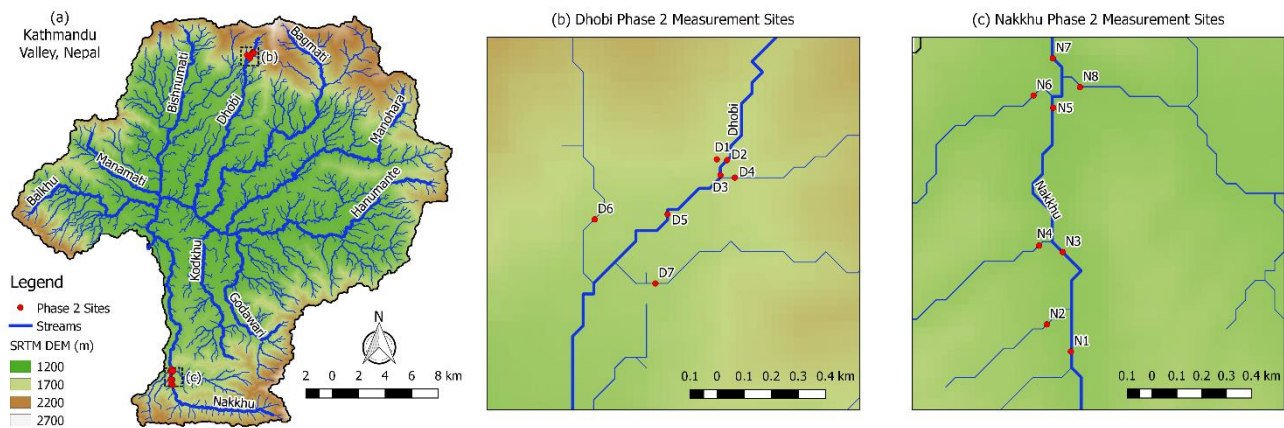 (a)
Kathmandu
Valley, Nepal
Bishnumati
Dhobi
Bagmati
(b)
Manohara
Manamati
Balkhu
Hanumante
Kodkhu
Godawari
Legend
Phase 2 Sites
Streams
SRTM DEM (m)
1200
1700
2200
2700
N
(c)
Nakkhu
2 0 2 4 6 8 km
(b) Dhobi Phase 2 Measurement Sites
Dhobi
D1
D2
D3
D4
D5
D6
D7
0.1 0 0.1 0.2 0.3 0.4 km
(c) Nakkhu Phase 2 Measurement Sites
N7
N8
N6
N5
Nakkhu
N4
N3
N2
N1
0.1 0 0.1 0.2 0.3 0.4 km